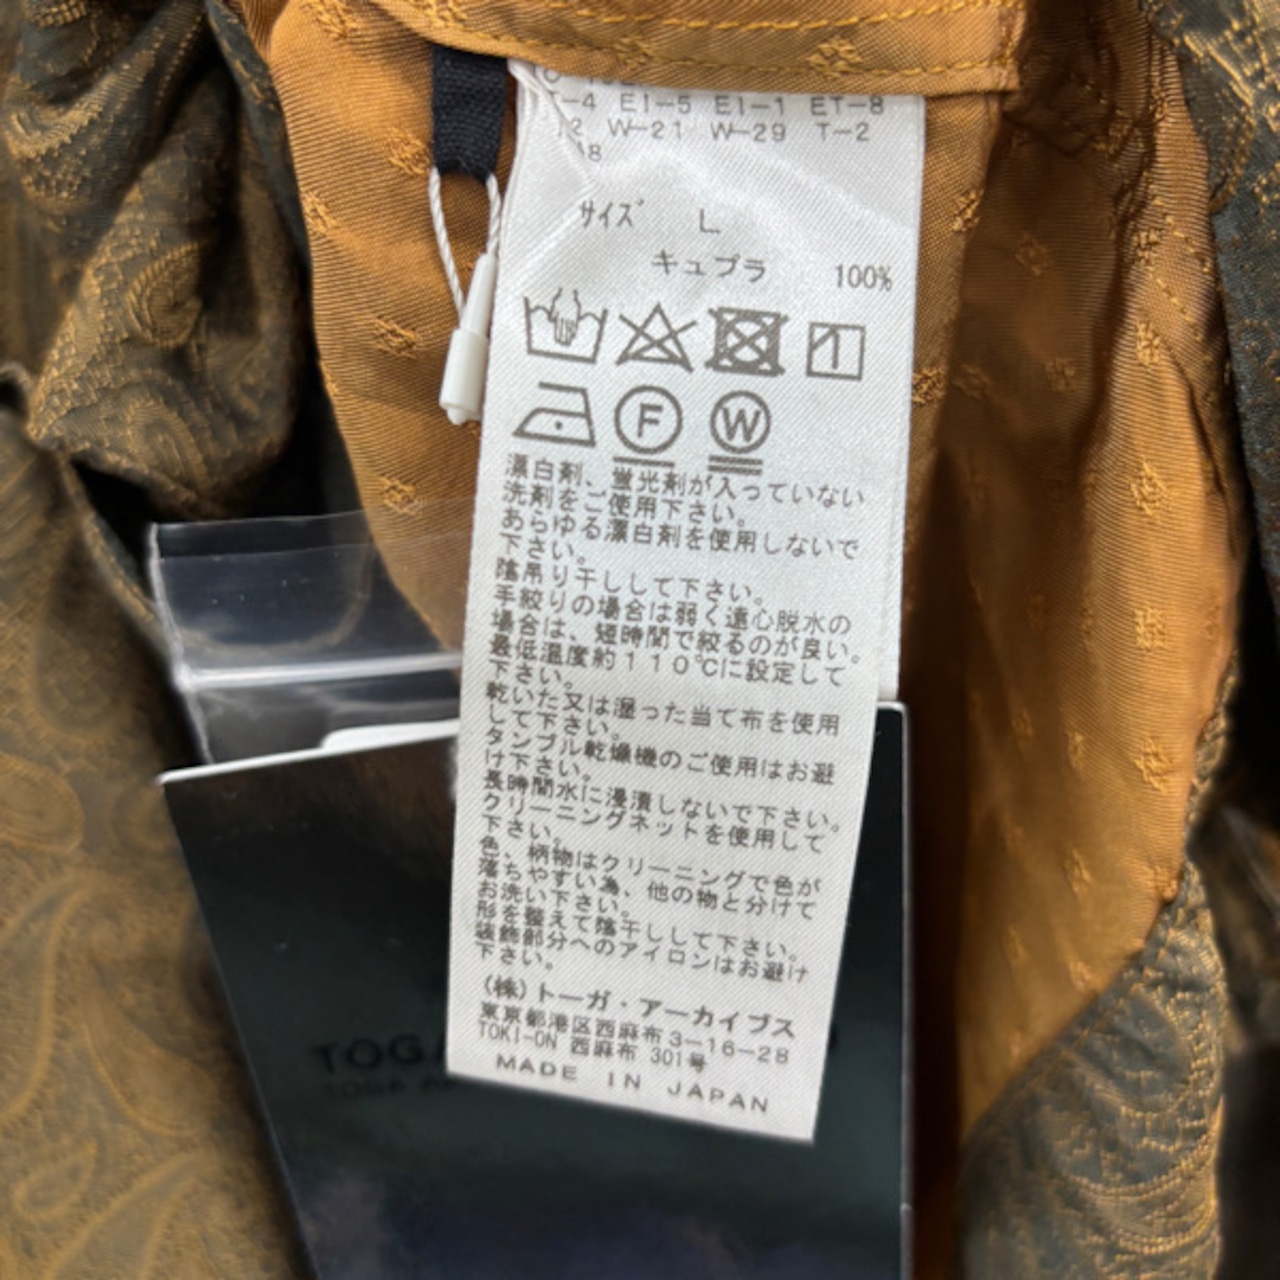 T-4 EI-5 EI-1 ET-8
2 W-21 W-29 T-2
8
サイズ L
キュプラ 100%
1
F W
漂白剤、蛍光剤が入っていない
洗剤をご使用下さい。
あらゆる漂白剤を使用しないで
下さい。
陰吊り干しして下さい。
手絞りの場合は弱く遠心脱水の
場合は、短時間で絞るのが良い。
最低温度約110℃に設定して
下さい。
乾いた又は湿った当て布を使用
して下さい。
タンブル乾燥機のご使用はお避
け下さい。
長時間水に浸漬しないで下さい。
クリーニングネットを使用して
下さい。
色、柄物はクリーニングで色が
落ちやすい為、他の物と分けて
お洗い下さい。
形を整えて陰干しして下さい。
装飾部分へのアイロンはお避け
下さい。
(株)トーガ・アーカイブス
東京都港区西麻布3-16-28
TOKI-ON 西麻布 301号
MADE IN JAPAN
TOGA
TOGA